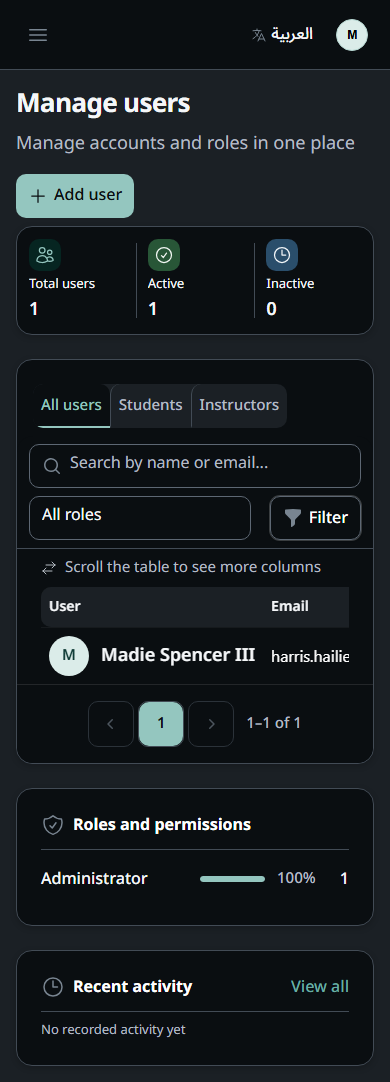 العربية
M
Manage users
Manage accounts and roles in one place
Add user
Total users
1
Active
1
Inactive
0
All users
Students
Instructors
Search by name or email...
All roles
Filter
Scroll the table to see more columns
User Email
M Madie Spencer III harris.hailie
1 1–1 of 1
Roles and permissions
Administrator 100% 1
Recent activity View all
No recorded activity yet